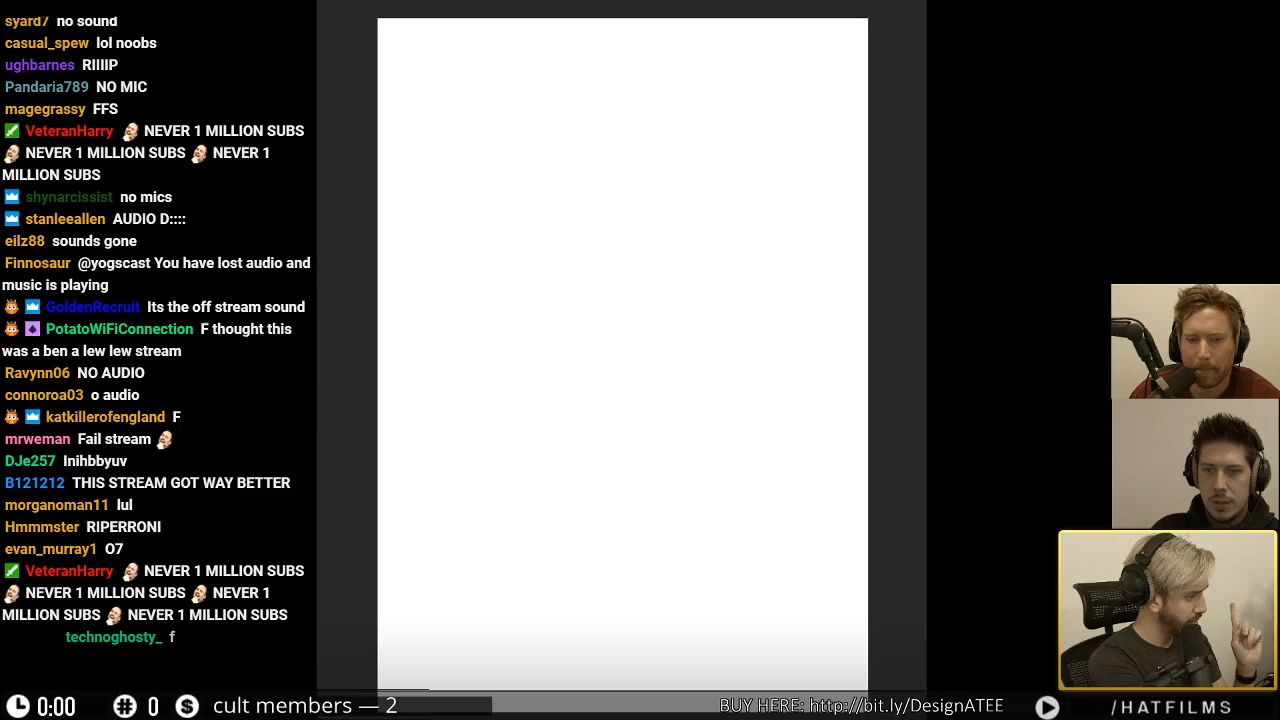 syard7 no sound
casual_spew lol noobs
ughbarnes RIIIIP
Pandaria789 NO MIC
magegrassy FFS
VeteranHarry NEVER 1 MILLION SUBS
NEVER 1 MILLION SUBS NEVER 1
MILLION SUBS
shynarcissist no mics
stanleeallen AUDIO D::::
eilz88 sounds gone
Finnosaur @yogscast You have lost audio and
music is playing
GoldenRecruit Its the off stream sound
PotatoWiFiConnection F thought this
was a ben a lew lew stream
Ravynn06 NO AUDIO
connoroa03 o audio
katkillerofengland F
mrweman Fail stream
DJe257 Inihbbyuv
B121212 THIS STREAM GOT WAY BETTER
morganoman11 lul
Hmmmster RIPERRONI
evan_murray1 O7
VeteranHarry NEVER 1 MILLION SUBS
NEVER 1 MILLION SUBS NEVER 1
MILLION SUBS NEVER 1 MILLION SUBS
technoghosty_ f
0:00 # 0 $ cult members — 2
BUY HERE: http://bit.ly/DesignATEE
/HATFILMS